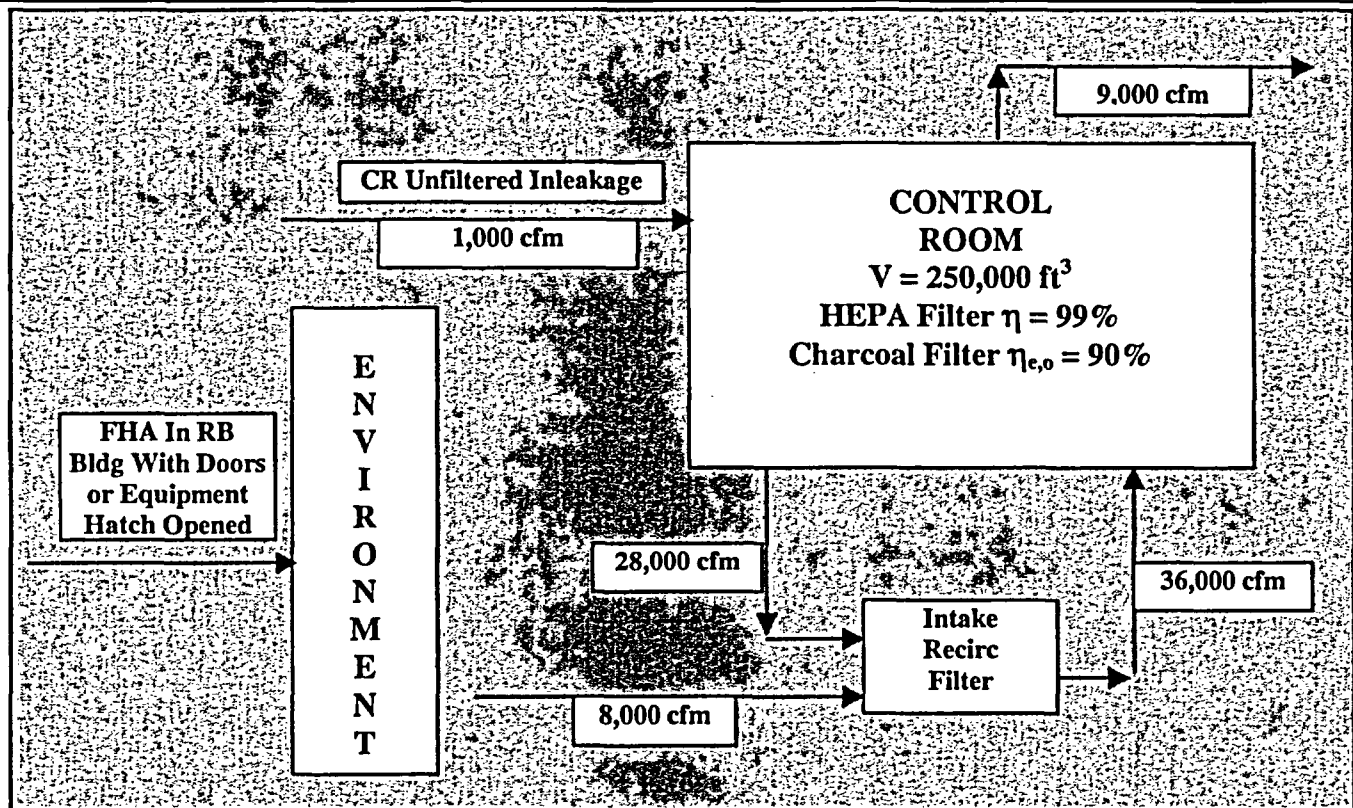 9,000 cfm
CR Unfiltered Inleakage
1,000 cfm
CONTROL
ROOM
V = 250,000 ft³
HEPA Filter η = 99%
Charcoal Filter ηe,o = 90%
E
N
V
I
R
O
N
M
E
N
T
FHA In RB
Bldg With Doors
or Equipment
Hatch Opened
28,000 cfm
36,000 cfm
Intake
Recirc
Filter
8,000 cfm